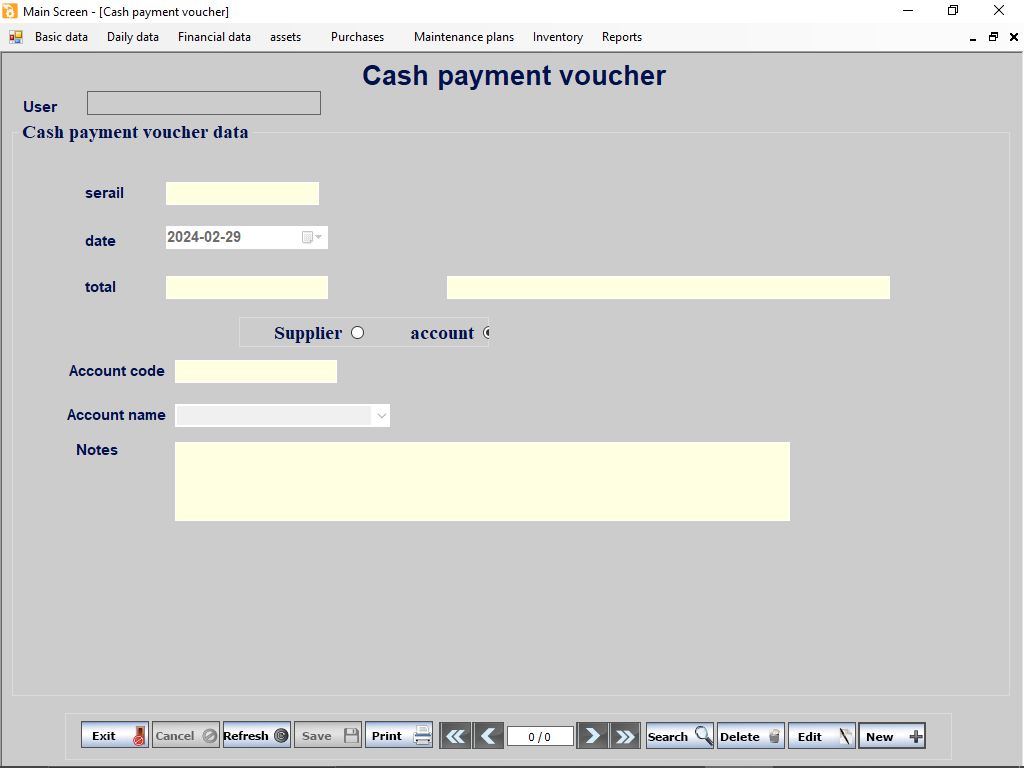 Main Screen - [Cash payment voucher]
Basic data Daily data Financial data assets Purchases Maintenance plans Inventory Reports
Cash payment voucher
User
Cash payment voucher data
serail
date 2024-02-29
total
Supplier account
Account code
Account name
Notes
Exit Cancel Refresh Save Print 0 / 0 Search Delete Edit New